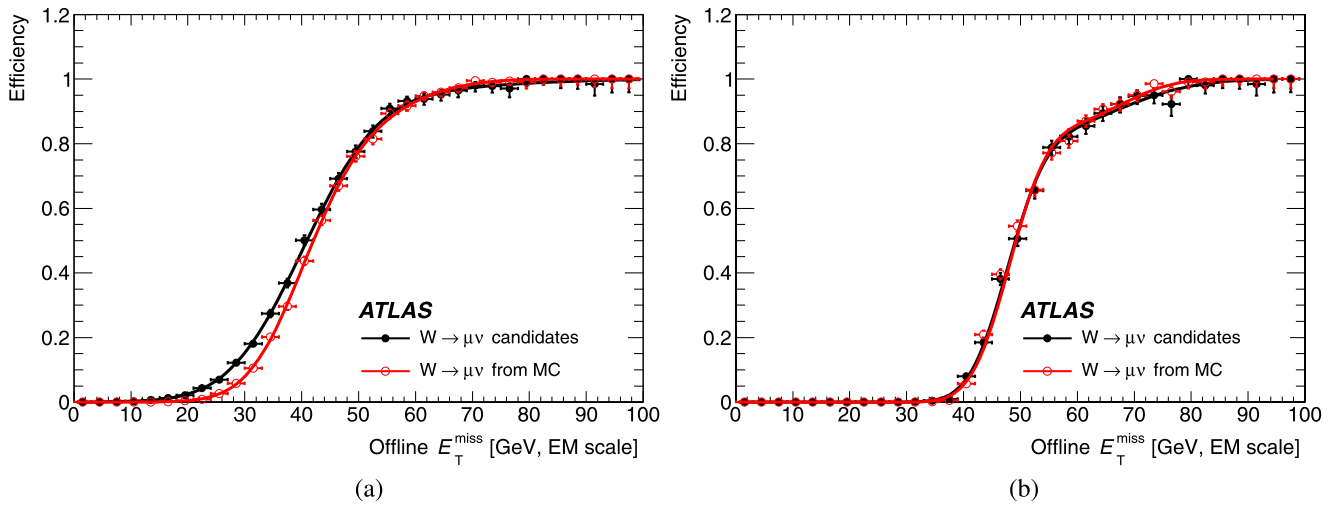 Efficiency
1.2
1
0.8
0.6
0.4
0.2
0
0 10 20 30 40 50 60 70 80 90 100
ATLAS
W → μν candidates
W → μν from MC
Offline E_T^miss [GeV, EM scale]
(a)
Efficiency
1.2
1
0.8
0.6
0.4
0.2
0
0 10 20 30 40 50 60 70 80 90 100
ATLAS
W → μν candidates
W → μν from MC
Offline E_T^miss [GeV, EM scale]
(b)